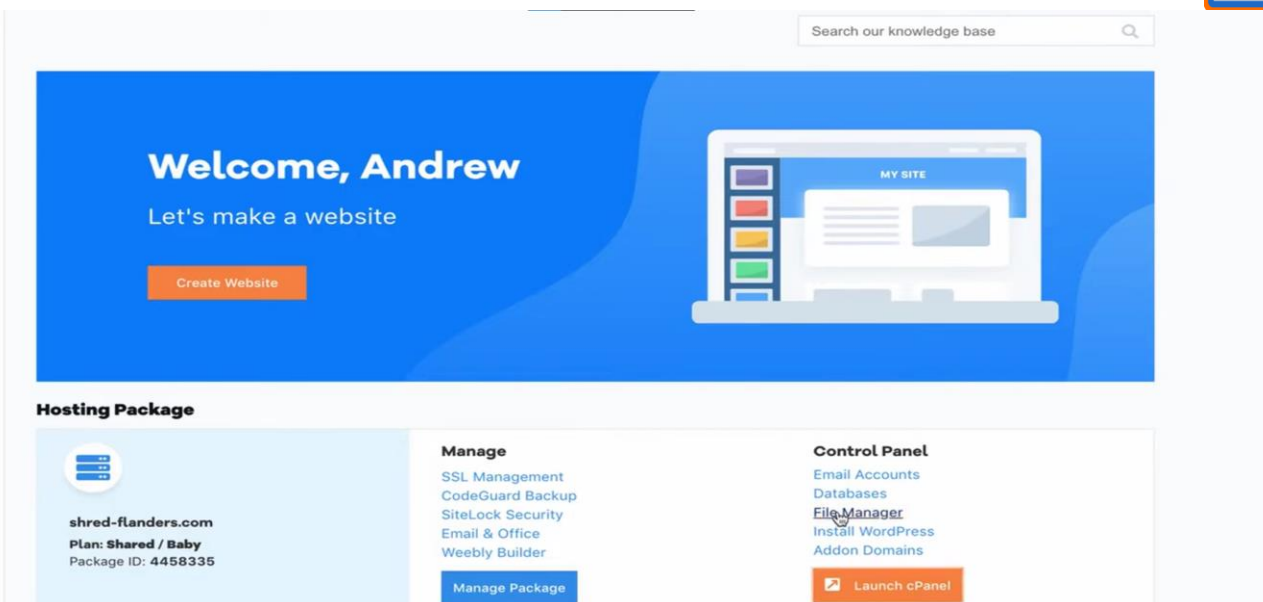 Search our knowledge base
Welcome, Andrew
Let's make a website
Create Website
MY SITE
Hosting Package
shred-flanders.com
Plan: Shared / Baby
Package ID: 4458335
Manage
SSL Management
CodeGuard Backup
SiteLock Security
Email & Office
Weebly Builder
Manage Package
Control Panel
Email Accounts
Databases
File Manager
Install WordPress
Addon Domains
Launch cPanel